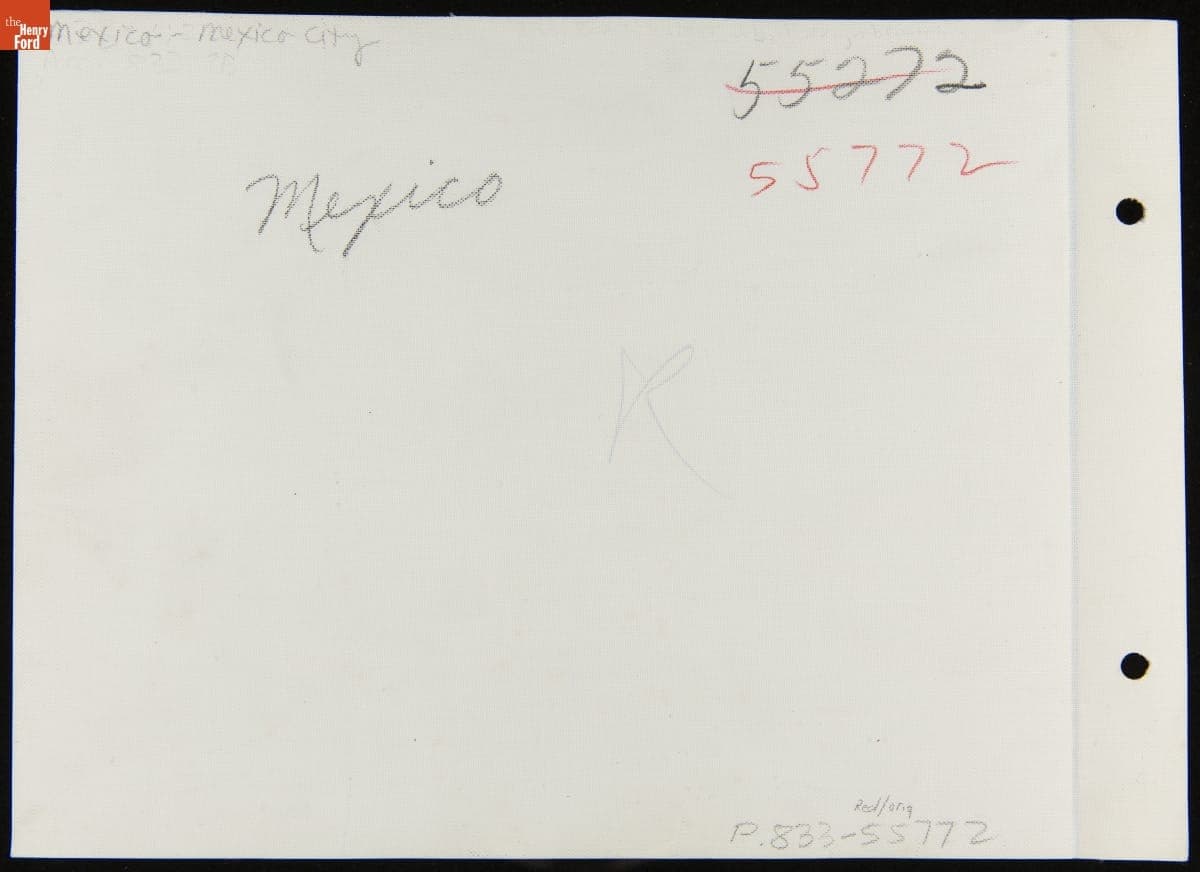 the Henry Ford
Mexico - Mexico City
55272
55772
Mexico
K
Red/orig
P.833-55772